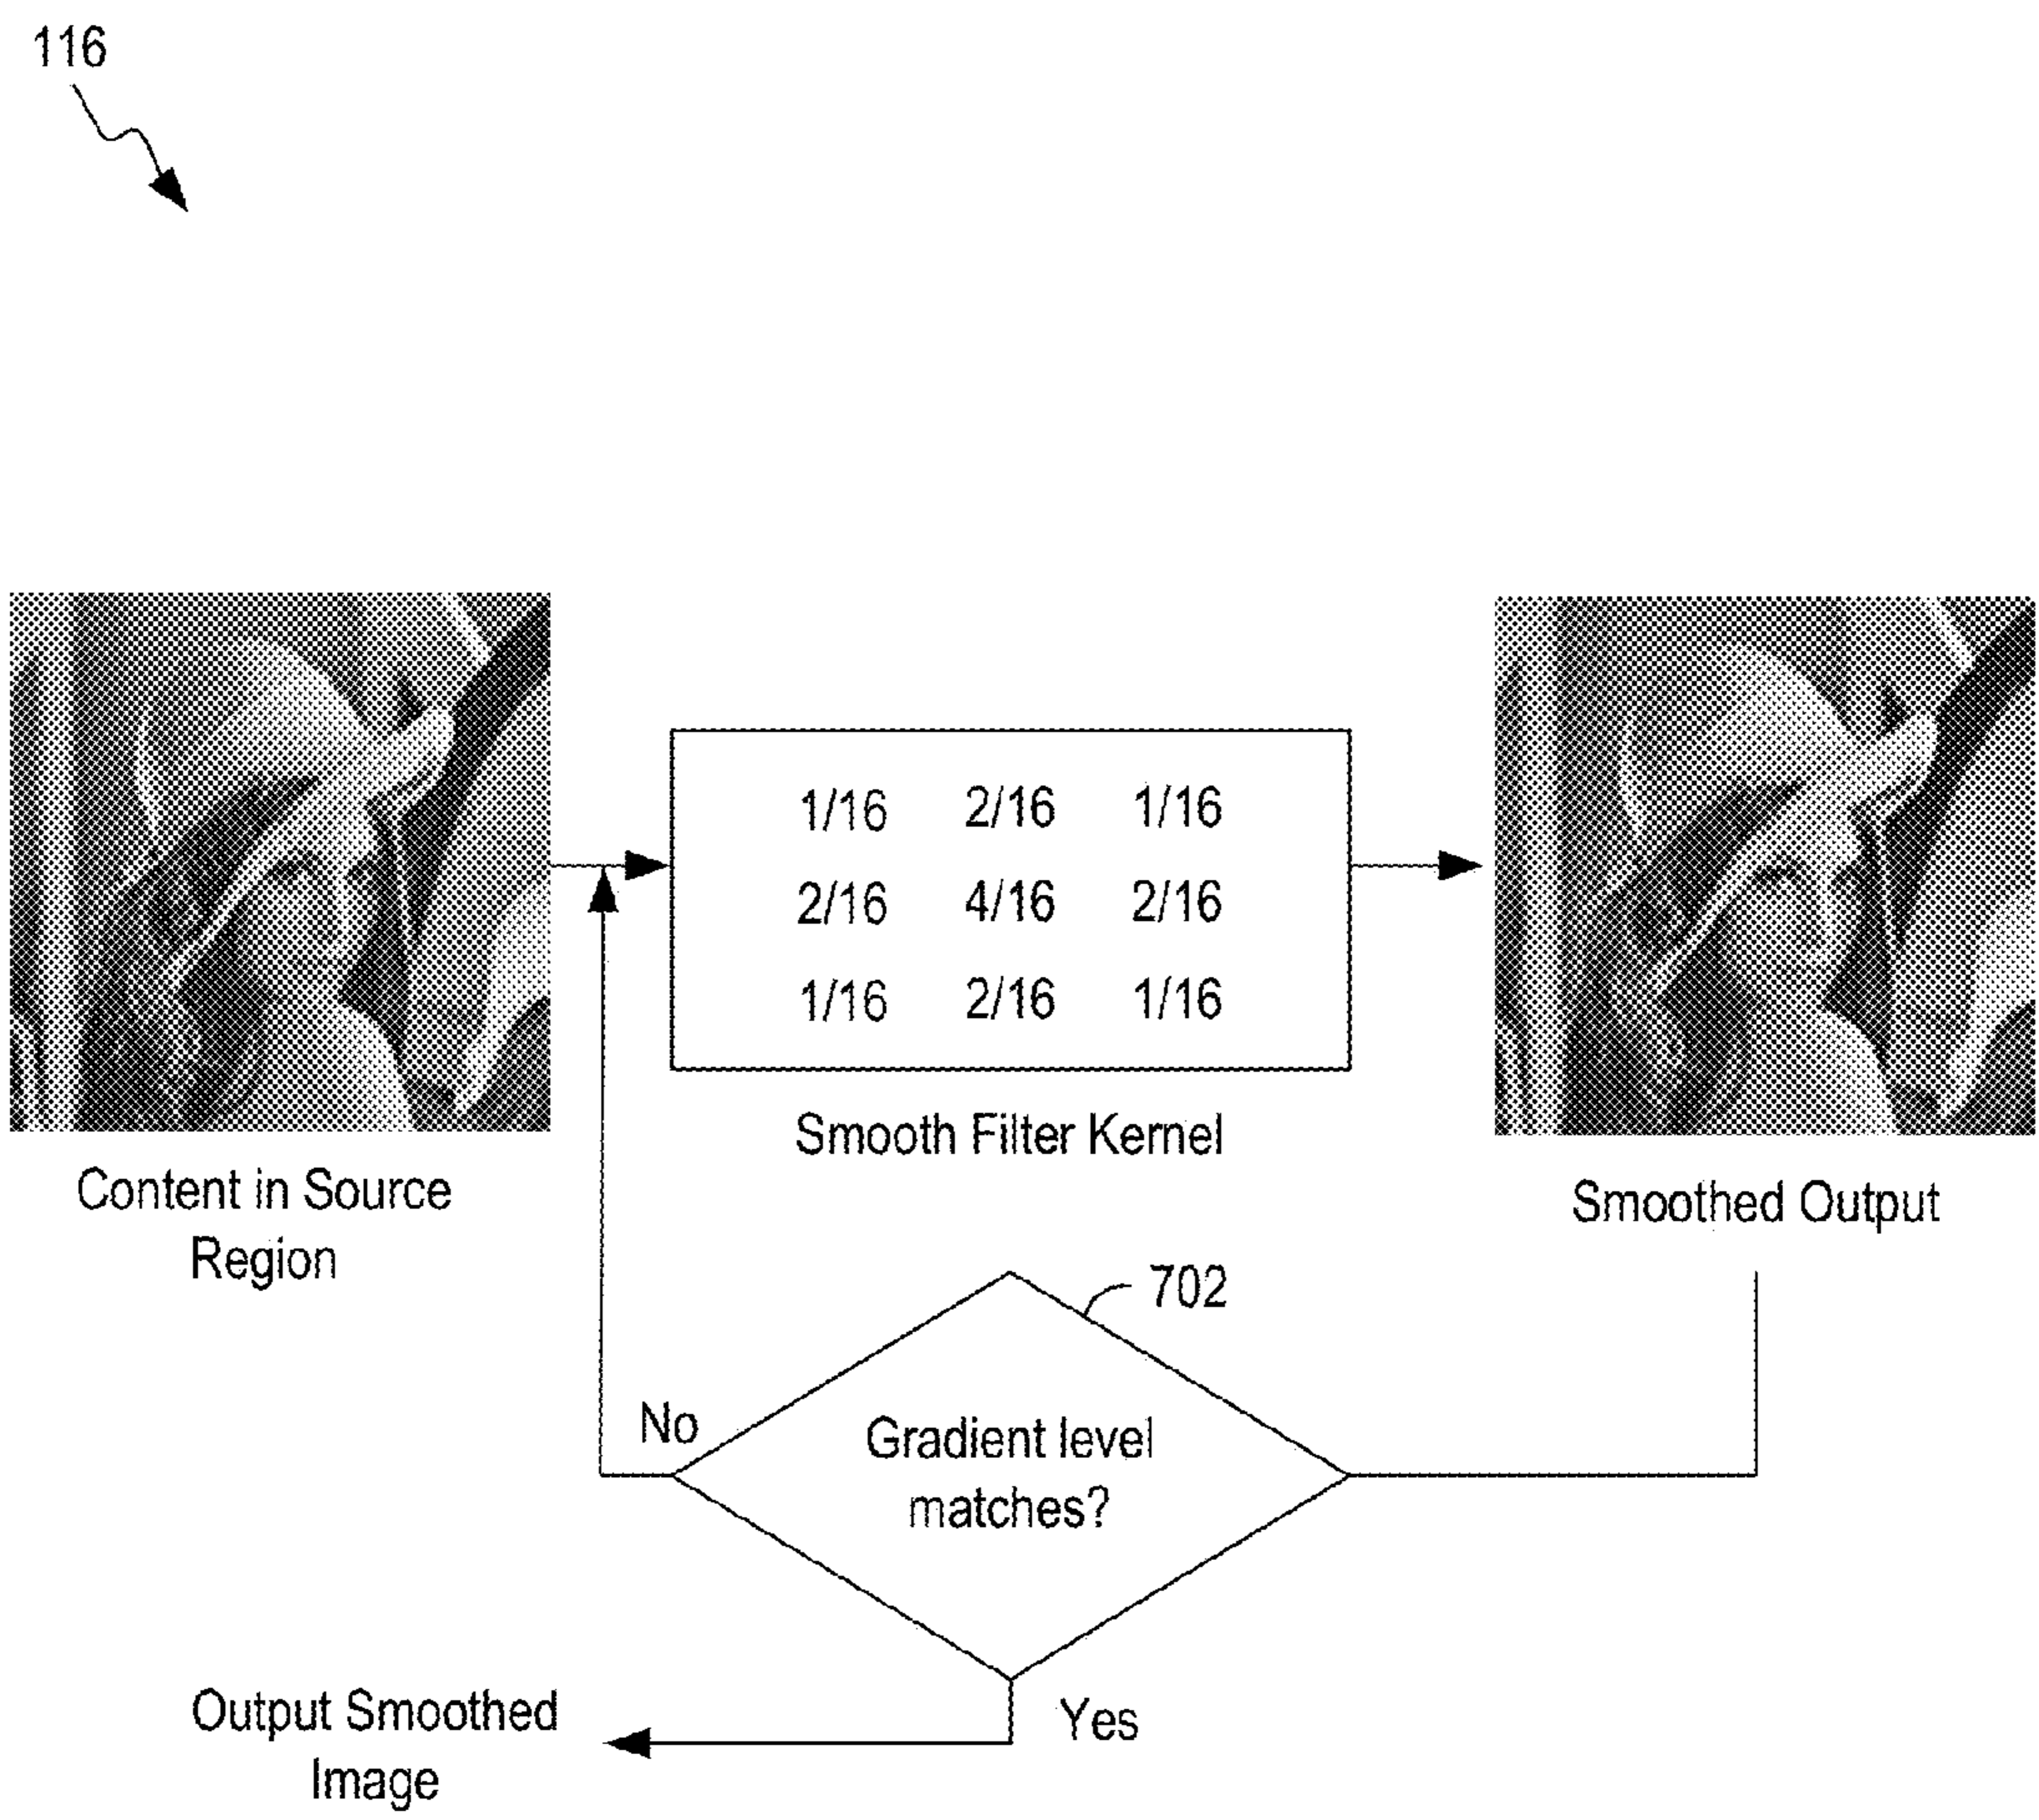 116
1/16 2/16 1/16
2/16 4/16 2/16
1/16 2/16 1/16
Smooth Filter Kernel
Content in Source
Region
Smoothed Output
702
No
Gradient level
matches?
Yes
Output Smoothed
Image